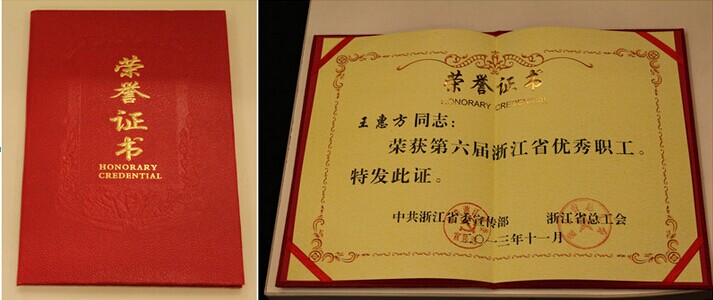 荣誉证书
HONORARY
CREDENTIAL
荣誉证书
HONORARY CREDENTIAL
王惠方同志：
荣获第六届浙江省优秀职工。
特发此证。
中共浙江省委宣传部 浙江省总工会
二〇一三年十一月